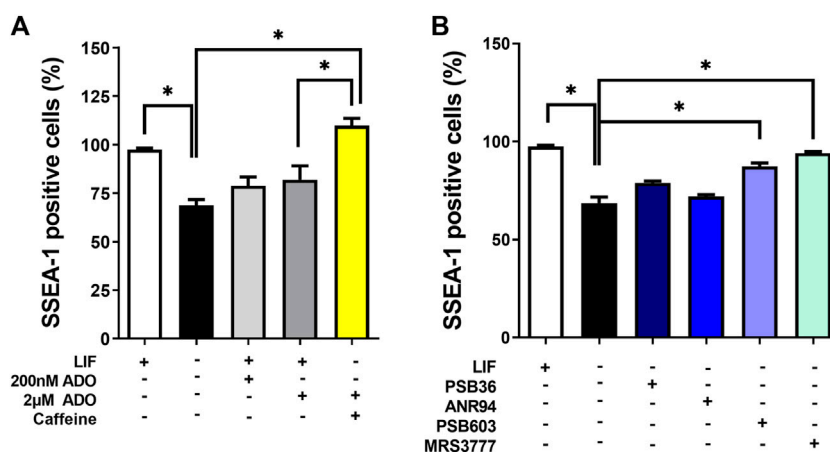 A
SSEA-1 positive cells (%)
150
125
100
75
50
25
0
*
*
*
LIF + - + + -
200nM ADO - - + - -
2µM ADO - - - + +
Caffeine - - - - +
B
SSEA-1 positive cells (%)
150
100
50
0
*
*
*
LIF + - - - - -
PSB36 - - + - - -
ANR94 - - - + - -
PSB603 - - - - + -
MRS3777 - - - - - +